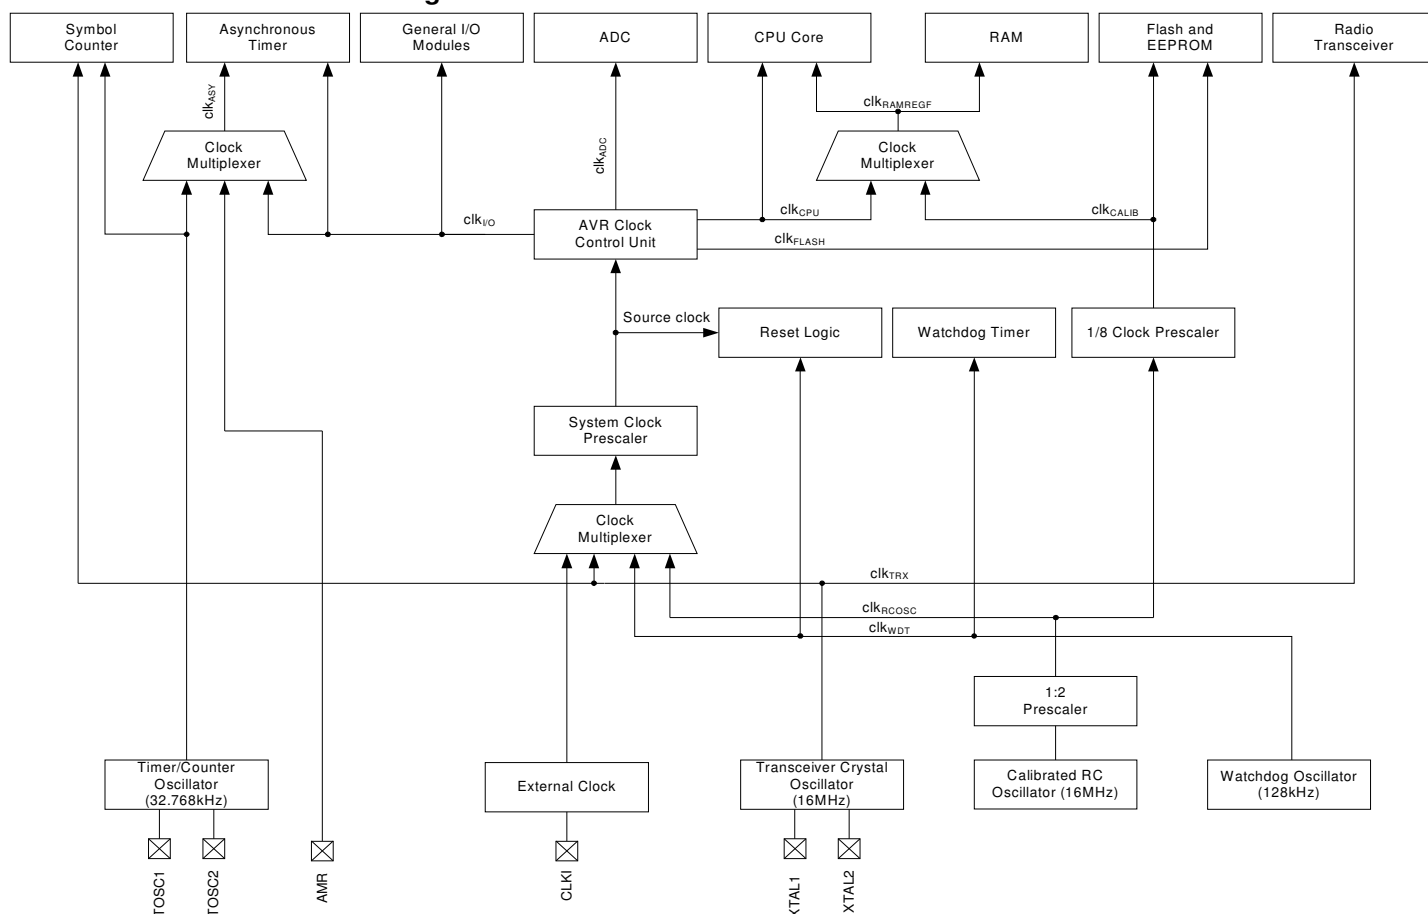 Symbol
Counter
Asynchronous
Timer
General I/O
Modules
ADC
CPU Core
RAM
Flash and
EEPROM
Radio
Transceiver
clkASY
clkADC
clkRAMREGF
Clock
Multiplexer
Clock
Multiplexer
clkI/O
AVR Clock
Control Unit
clkCPU
clkCALIB
clkFLASH
Source clock
Reset Logic
Watchdog Timer
1/8 Clock Prescaler
System Clock
Prescaler
Clock
Multiplexer
clkTRX
clkRCOSC
clkWDT
1:2
Prescaler
Timer/Counter
Oscillator
(32.768kHz)
External Clock
Transceiver Crystal
Oscillator
(16MHz)
Calibrated RC
Oscillator (16MHz)
Watchdog Oscillator
(128kHz)
TOSC1
TOSC2
AMR
CLKI
XTAL1
XTAL2